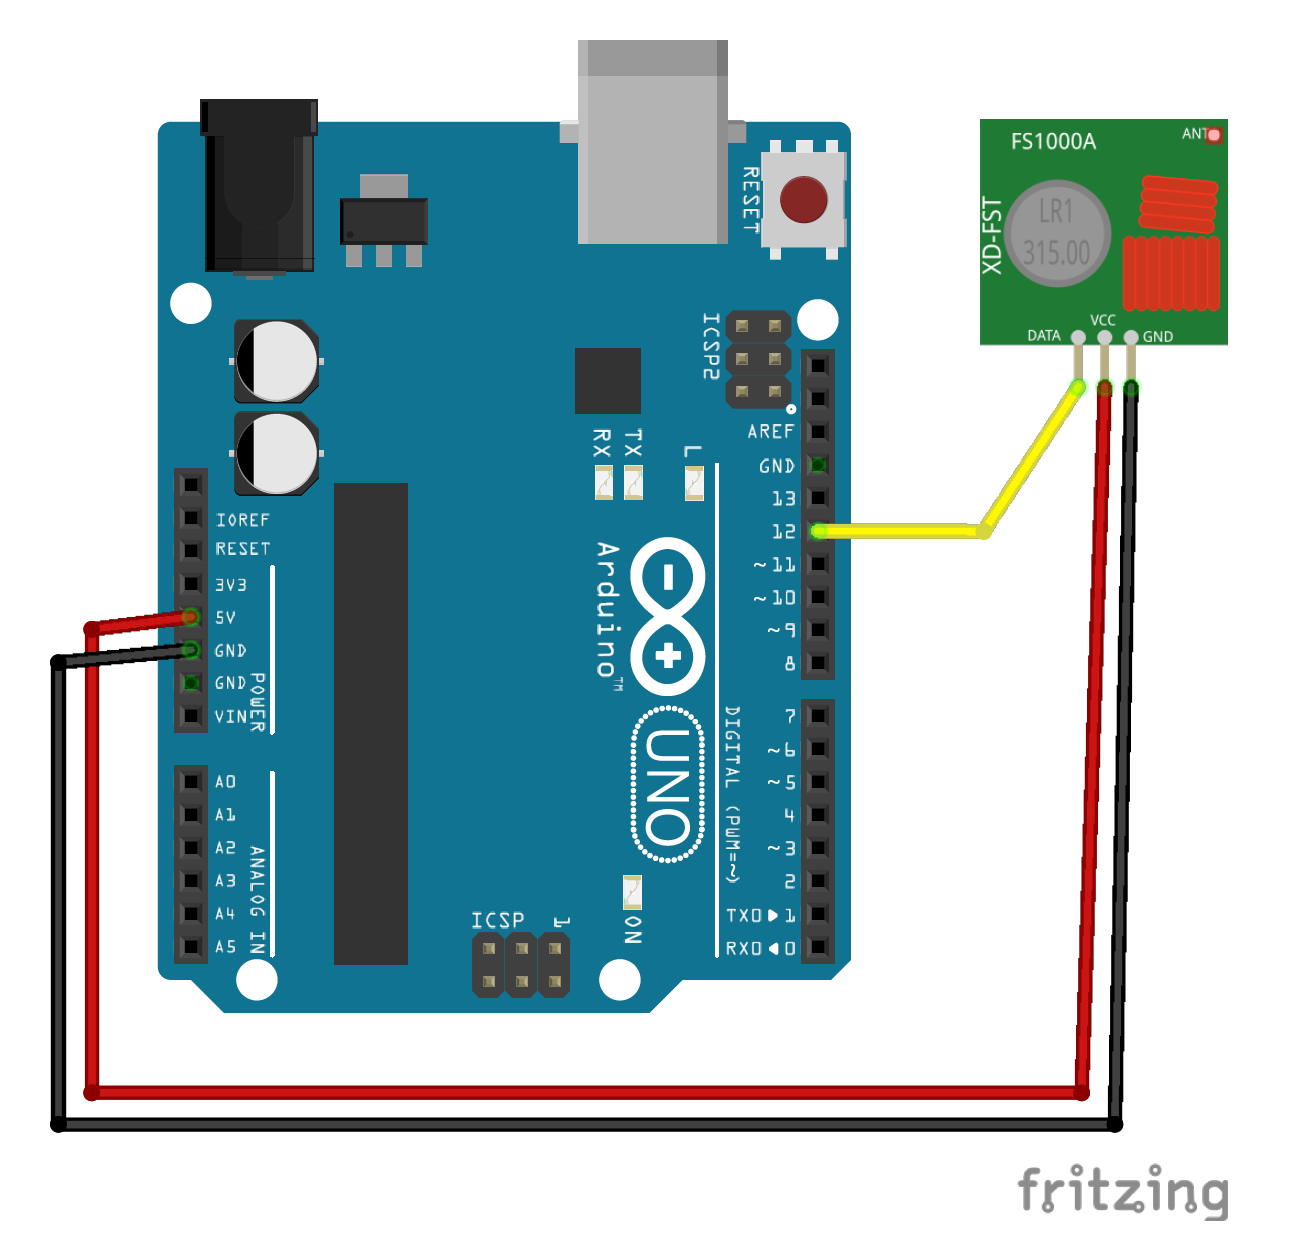 FS1000A
ANT
XD-FST
LR1
315.00
DATA
VCC
GND
RESET
ICSP2
AREF
GND
13
12
~11
~10
~9
8
7
~6
~5
4
~3
2
TX0▶1
RX0◀0
RX
TX
L
IOREF
RESET
3V3
5V
GND
GND
VIN
POWER
A0
A1
A2
A3
A4
A5
ANALOG IN
Arduino™
UNO
DIGITAL (PWM=~)
ICSP
1
ON
fritzing